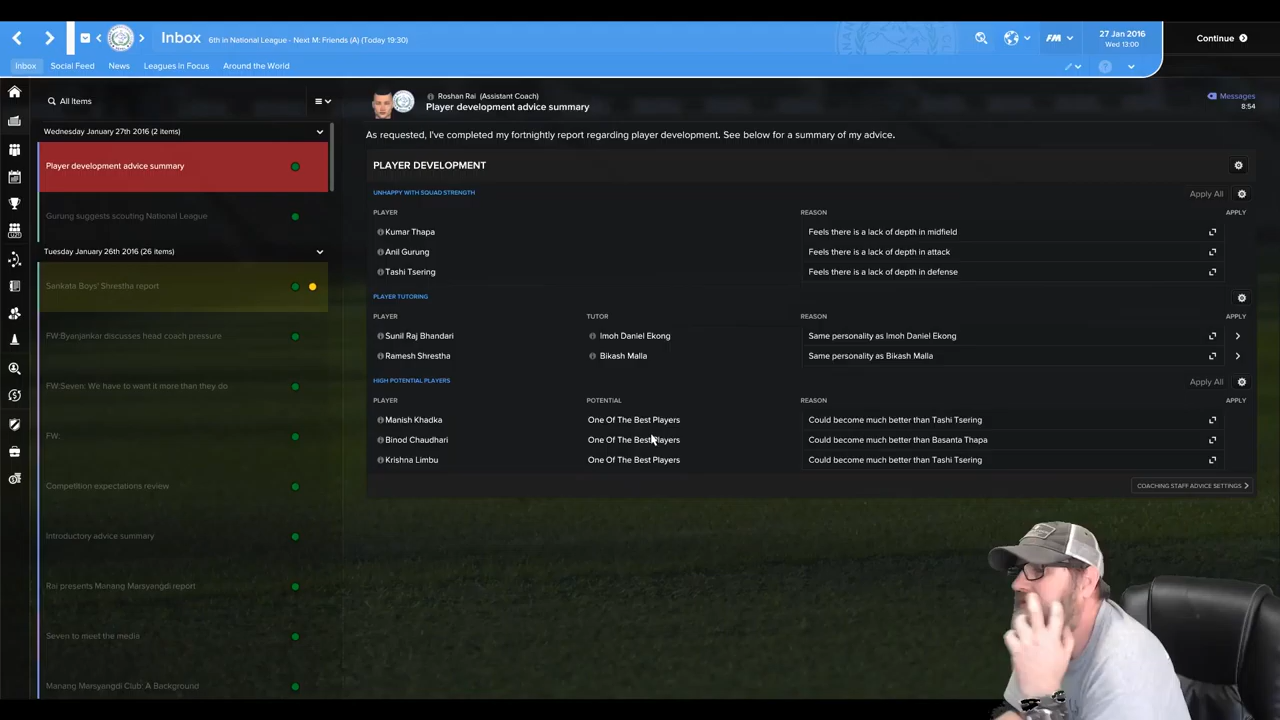 Inbox
6th in National League - Next M: Friends (A) (Today 19:30)
FM
27 Jan 2016
Wed 13:00
Continue
Inbox
Social Feed
News
Leagues in Focus
Around the World
All Items
Wednesday January 27th 2016 (2 items)
Player development advice summary
Gurung suggests scouting National League
Tuesday January 26th 2016 (26 items)
Sankata Boys' Shrestha report
FW:Byanjankar discusses head coach pressure
FW:Seven: We have to want it more than they do
FW:
Competition expectations review
Introductory advice summary
Rai presents Manang Marsyangdi report
Seven to meet the media
Manang Marsyangdi Club: A Background
Roshan Rai (Assistant Coach)
Player development advice summary
Messages
8:54
As requested, I've completed my fortnightly report regarding player development. See below for a summary of my advice.
PLAYER DEVELOPMENT
UNHAPPY WITH SQUAD STRENGTH
Apply All
PLAYER REASON APPLY
Kumar Thapa Feels there is a lack of depth in midfield
Anil Gurung Feels there is a lack of depth in attack
Tashi Tsering Feels there is a lack of depth in defense
PLAYER TUTORING
PLAYER TUTOR REASON APPLY
Sunil Raj Bhandari Imoh Daniel Ekong Same personality as Imoh Daniel Ekong
Ramesh Shrestha Bikash Malla Same personality as Bikash Malla
HIGH POTENTIAL PLAYERS
Apply All
PLAYER POTENTIAL REASON APPLY
Manish Khadka One Of The Best Players Could become much better than Tashi Tsering
Binod Chaudhari One Of The Best Players Could become much better than Basanta Thapa
Krishna Limbu One Of The Best Players Could become much better than Tashi Tsering
COACHING STAFF ADVICE SETTINGS